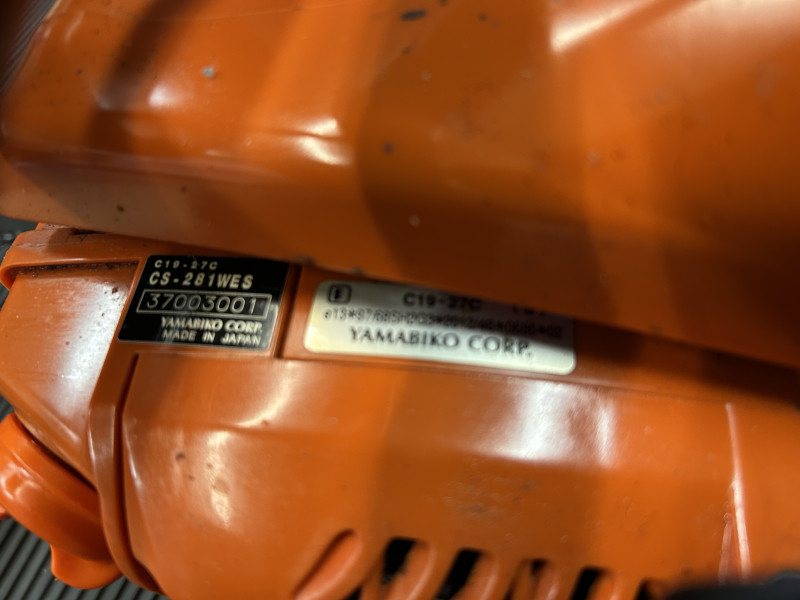 C19-27C
CS-281WES
37003001
YAMABIKO CORP.
MADE IN JAPAN
E
C19-27C
YAMABIKO CORP.